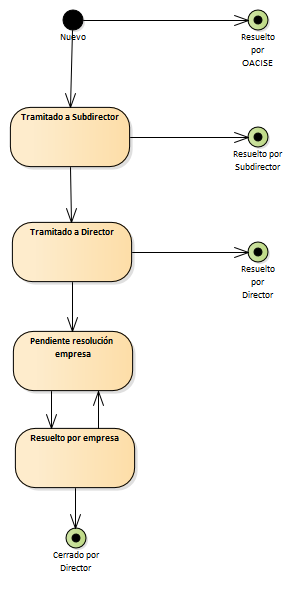 Nuevo
Resuelto
por
OACISE
Tramitado a Subdirector
Resuelto por
Subdirector
Tramitado a Director
Resuelto
por
Director
Pendiente resolución
empresa
Resuelto por empresa
Cerrado por
Director